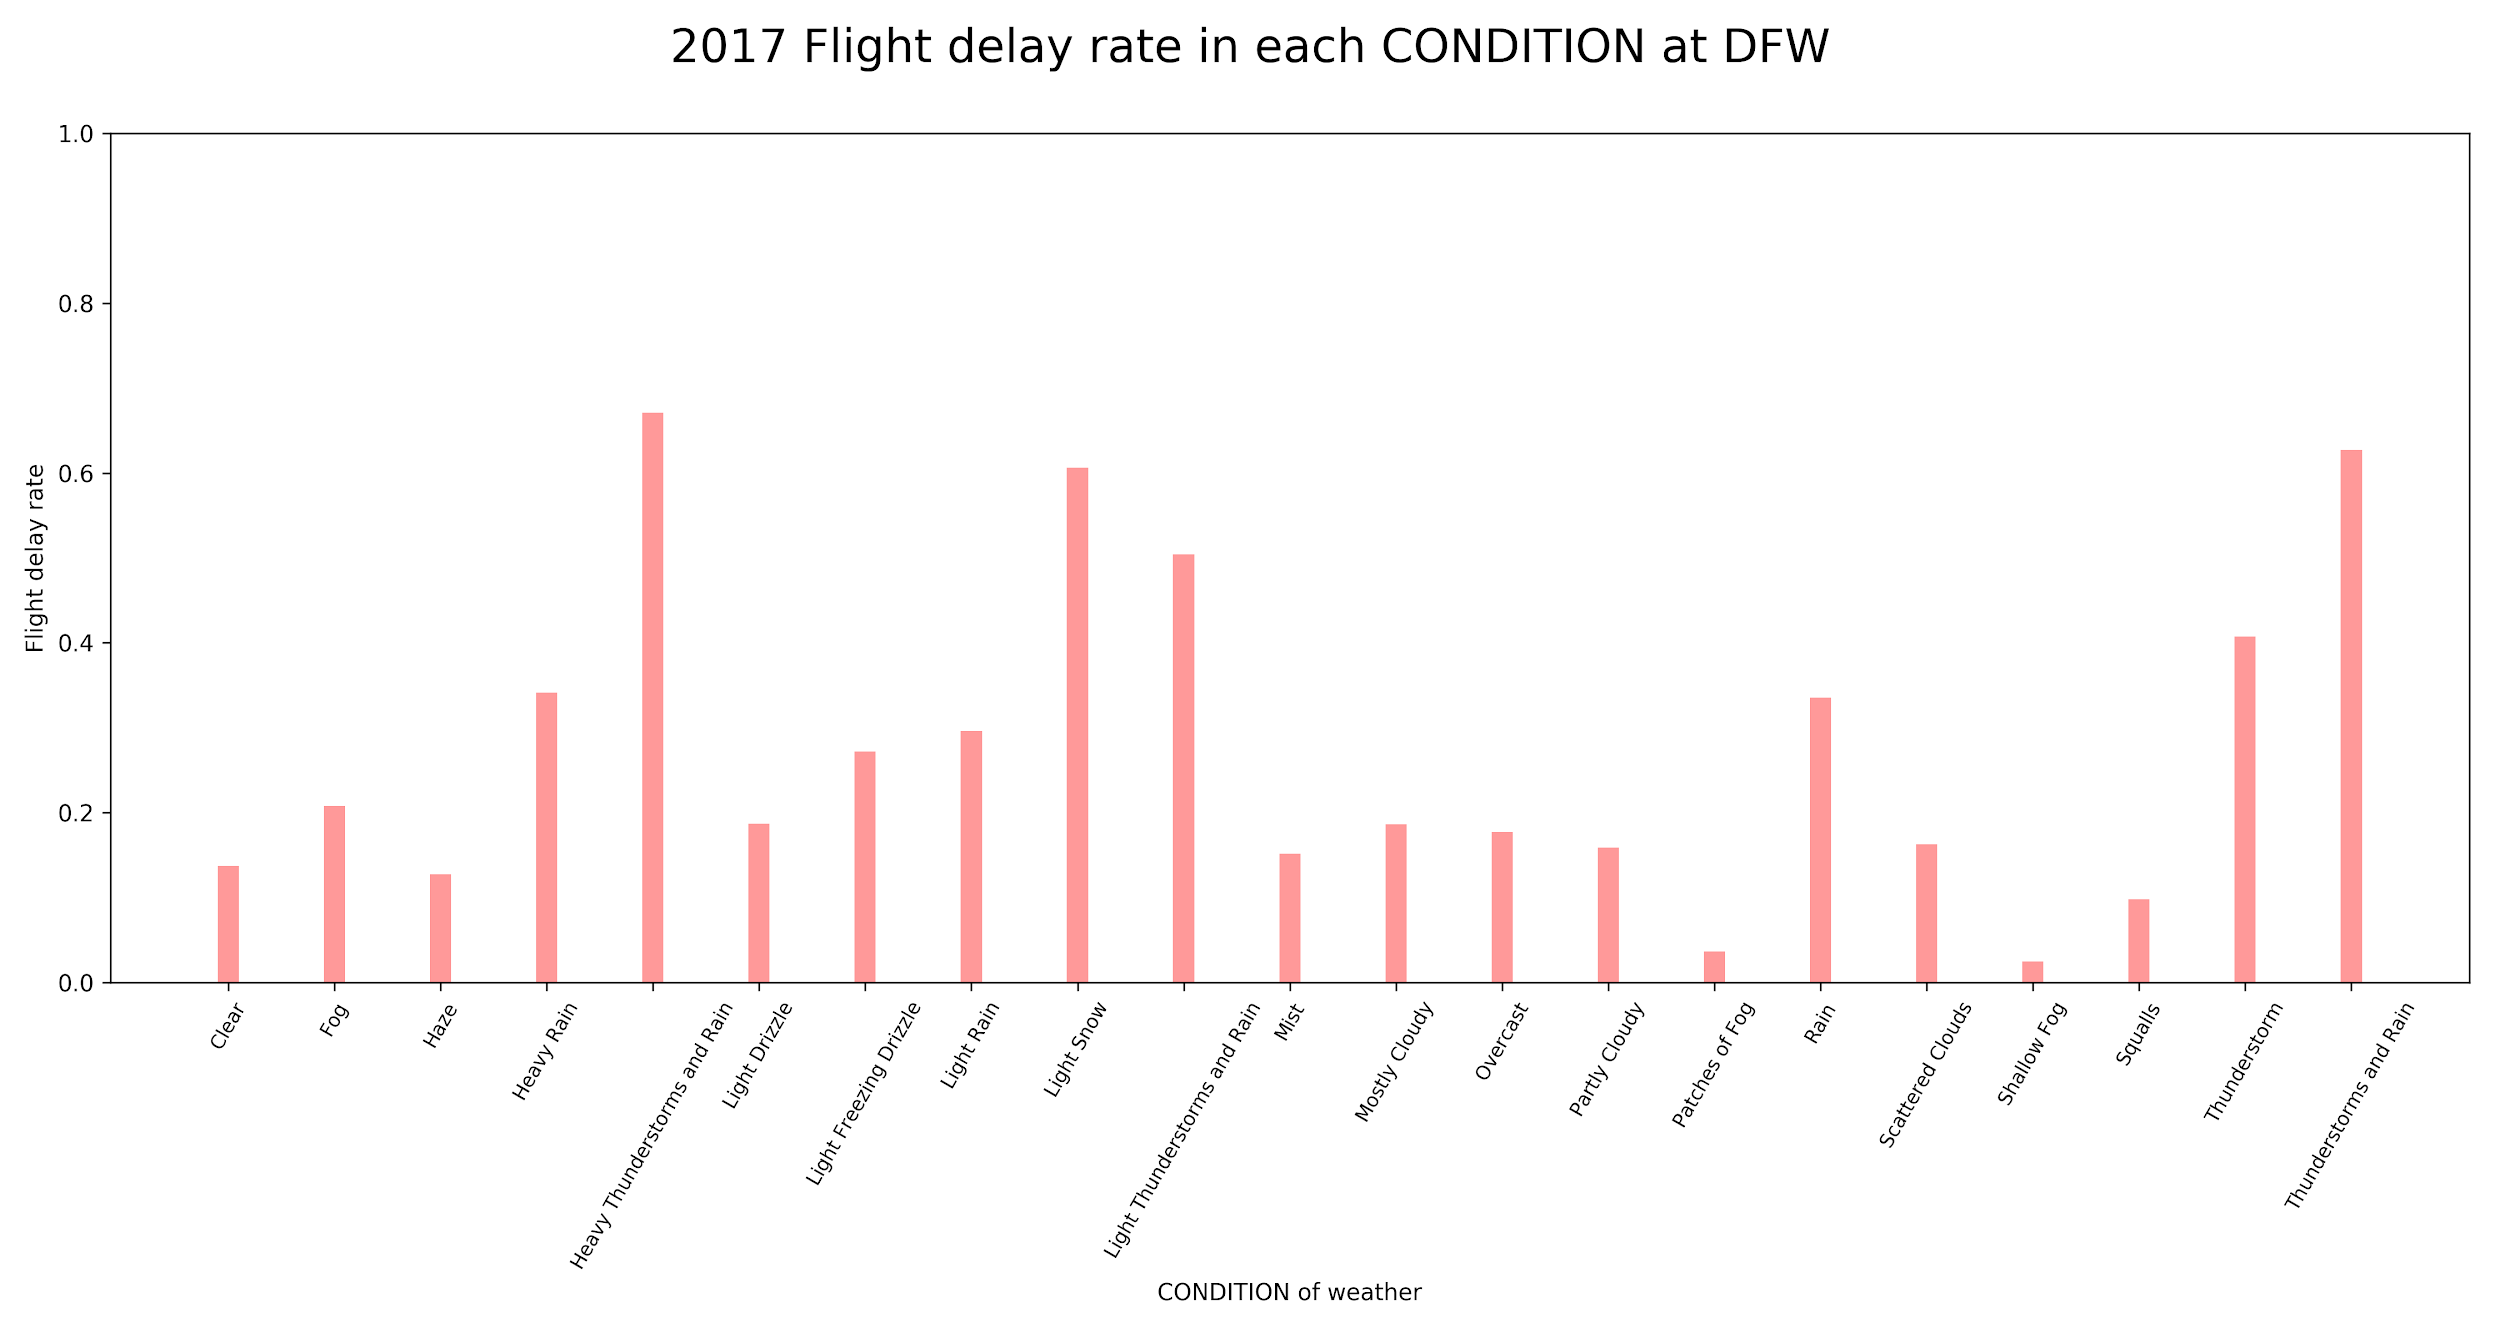 2017 Flight delay rate in each CONDITION at DFW
1.0
0.8
0.6
0.4
0.2
0.0
Flight delay rate
Clear
Fog
Haze
Heavy Rain
Heavy Thunderstorms and Rain
Light Drizzle
Light Freezing Drizzle
Light Rain
Light Snow
Light Thunderstorms and Rain
Mist
Mostly Cloudy
Overcast
Partly Cloudy
Patches of Fog
Rain
Scattered Clouds
Shallow Fog
Squalls
Thunderstorm
Thunderstorms and Rain
CONDITION of weather